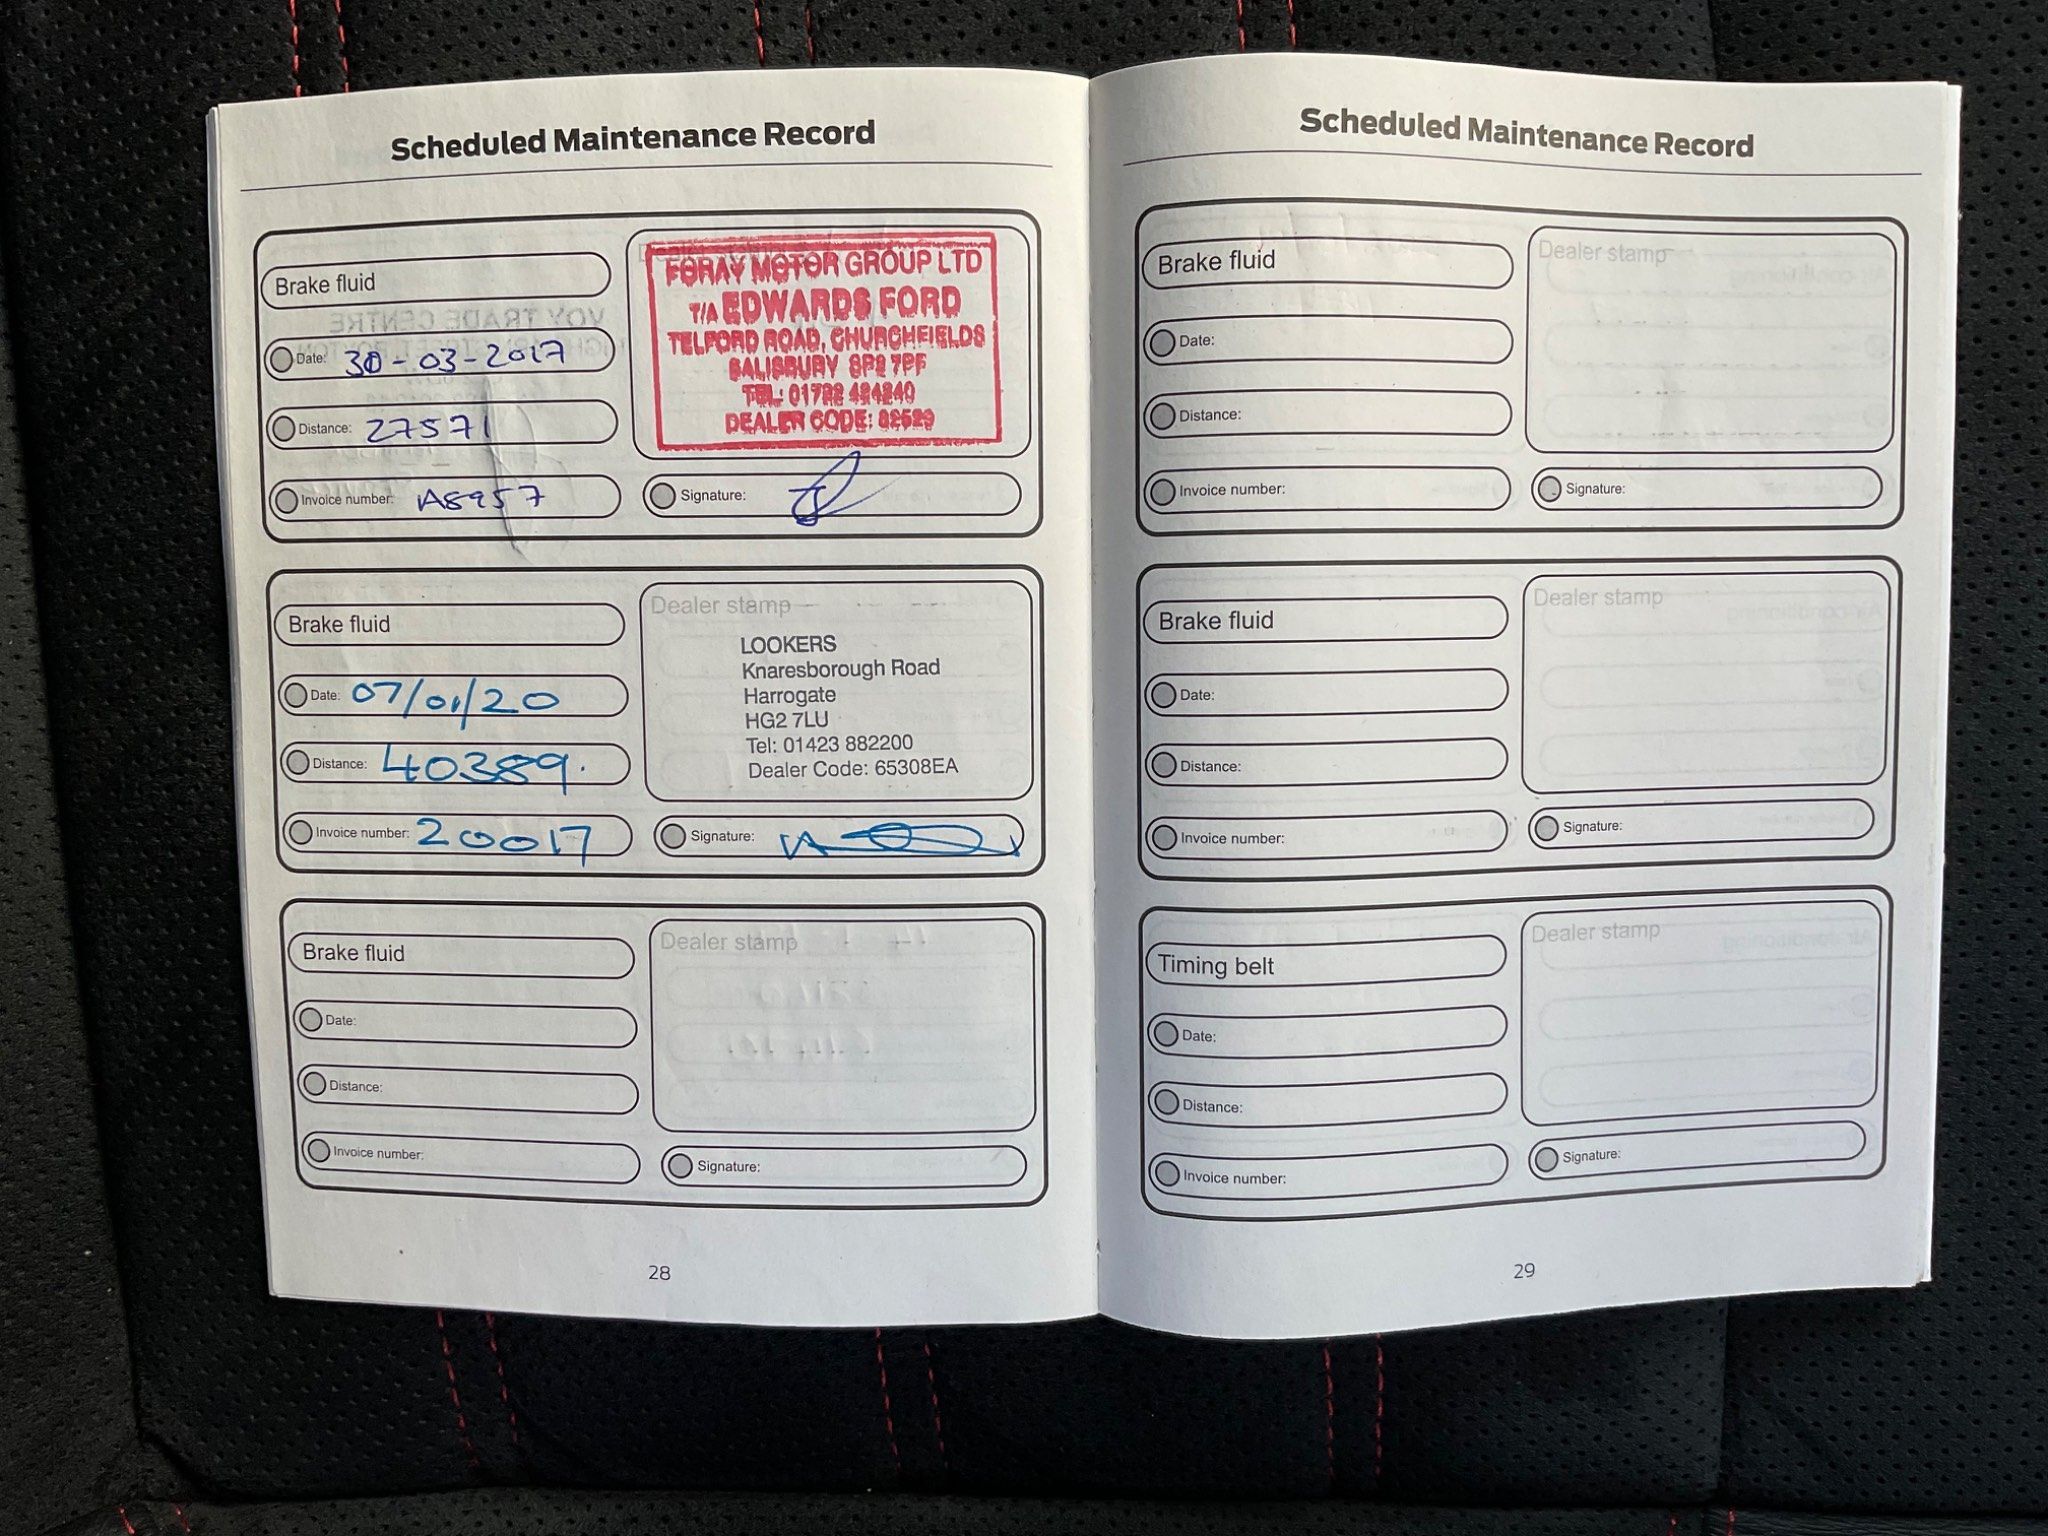 Scheduled Maintenance Record
Brake fluid
Date: 30-03-2017
Distance: 27571
Invoice number: IA8957
FORAY MOTOR GROUP LTD
T/A EDWARDS FORD
TELFORD ROAD, CHURCHFIELDS
SALISBURY SP2 7PF
TEL: 01722
DEALER CODE:
Signature:
Brake fluid
Date: 07/01/20
Distance: 40389.
Invoice number: 20017
Dealer stamp
LOOKERS
Knaresborough Road
Harrogate
HG2 7LU
Tel: 01423 882200
Dealer Code: 65308EA
Signature:
Brake fluid
Date:
Distance:
Invoice number:
Dealer stamp
Signature:
28
Scheduled Maintenance Record
Brake fluid
Date:
Distance:
Invoice number:
Dealer stamp
Signature:
Brake fluid
Date:
Distance:
Invoice number:
Dealer stamp
Signature:
Timing belt
Date:
Distance:
Invoice number:
Dealer stamp
Signature:
29